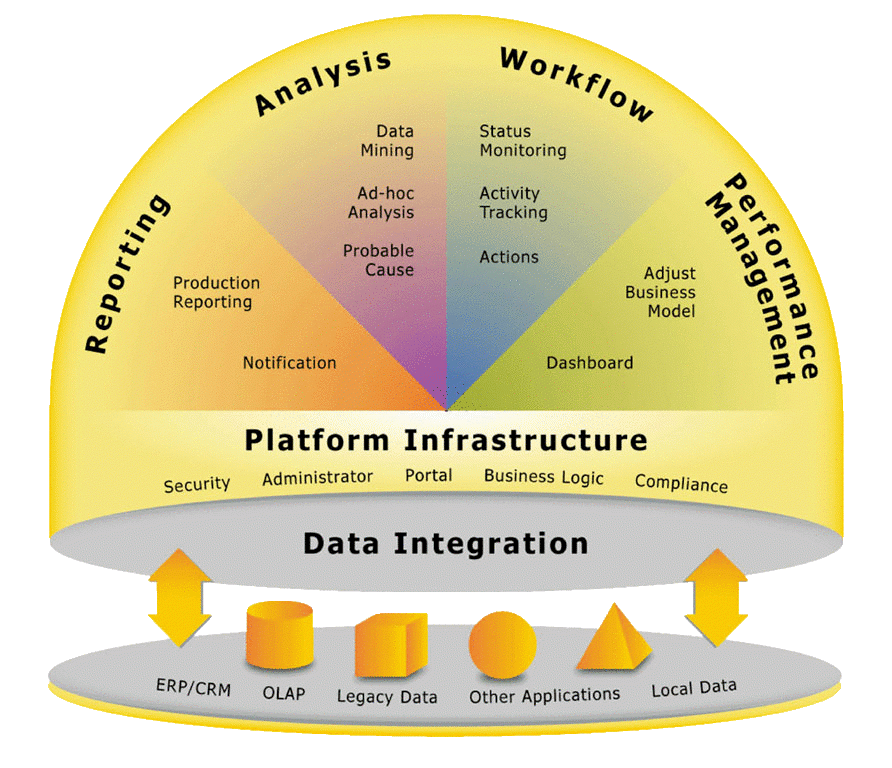 Analysis
Workflow
Reporting
Performance
Management
Data
Mining
Ad-hoc
Analysis
Probable
Cause
Status
Monitoring
Activity
Tracking
Actions
Production
Reporting
Notification
Adjust
Business
Model
Dashboard
Platform Infrastructure
Security Administrator Portal Business Logic Compliance
Data Integration
ERP/CRM OLAP Legacy Data Other Applications Local Data